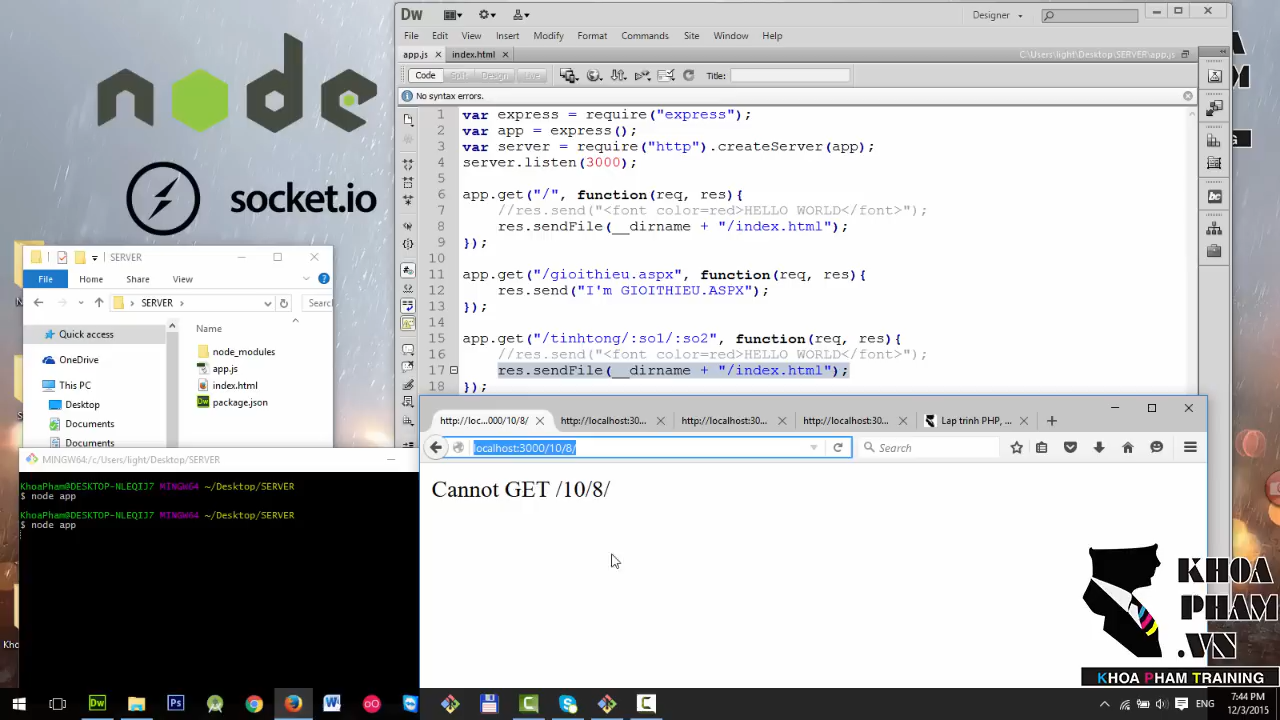 node
socket.io
Dw
Designer
File Edit View Insert Modify Format Commands Site Window Help
app.js index.html C:\Users\light\Desktop\SERVER\app.js
Code Split Design Live Title:
No syntax errors.
1 var express = require("express");
2 var app = express();
3 var server = require("http").createServer(app);
4 server.listen(3000);
5
6 app.get("/", function(req, res){
7 //res.send("<font color=red>HELLO WORLD</font>");
8 res.sendFile(__dirname + "/index.html");
9 });
10
11 app.get("/gioithieu.aspx", function(req, res){
12 res.send("I'm GIOITHIEU.ASPX");
13 });
14
15 app.get("/tinhtong/:so1/:so2", function(req, res){
16 //res.send("<font color=red>HELLO WORLD</font>");
17 res.sendFile(__dirname + "/index.html");
18 });
SERVER
File Home Share View
SERVER Searc
Quick access
OneDrive
This PC
Desktop
Documents
Documents
Name
node_modules
app.js
index.html
package.json
MINGW64:/c/Users/light/Desktop/SERVER
KhoaPham@DESKTOP-NLEQIJ7 MINGW64 ~/Desktop/SERVER
$ node app
KhoaPham@DESKTOP-NLEQIJ7 MINGW64 ~/Desktop/SERVER
$ node app
http://loc...000/10/8/ http://localhost:30... http://localhost:30... http://localhost:30... Lap trinh PHP, ...
localhost:3000/10/8/ Search
Cannot GET /10/8/
KHOA
PHAM
.VN
KHOA PHAM TRAINING
ENG
7:44 PM
12/3/2015